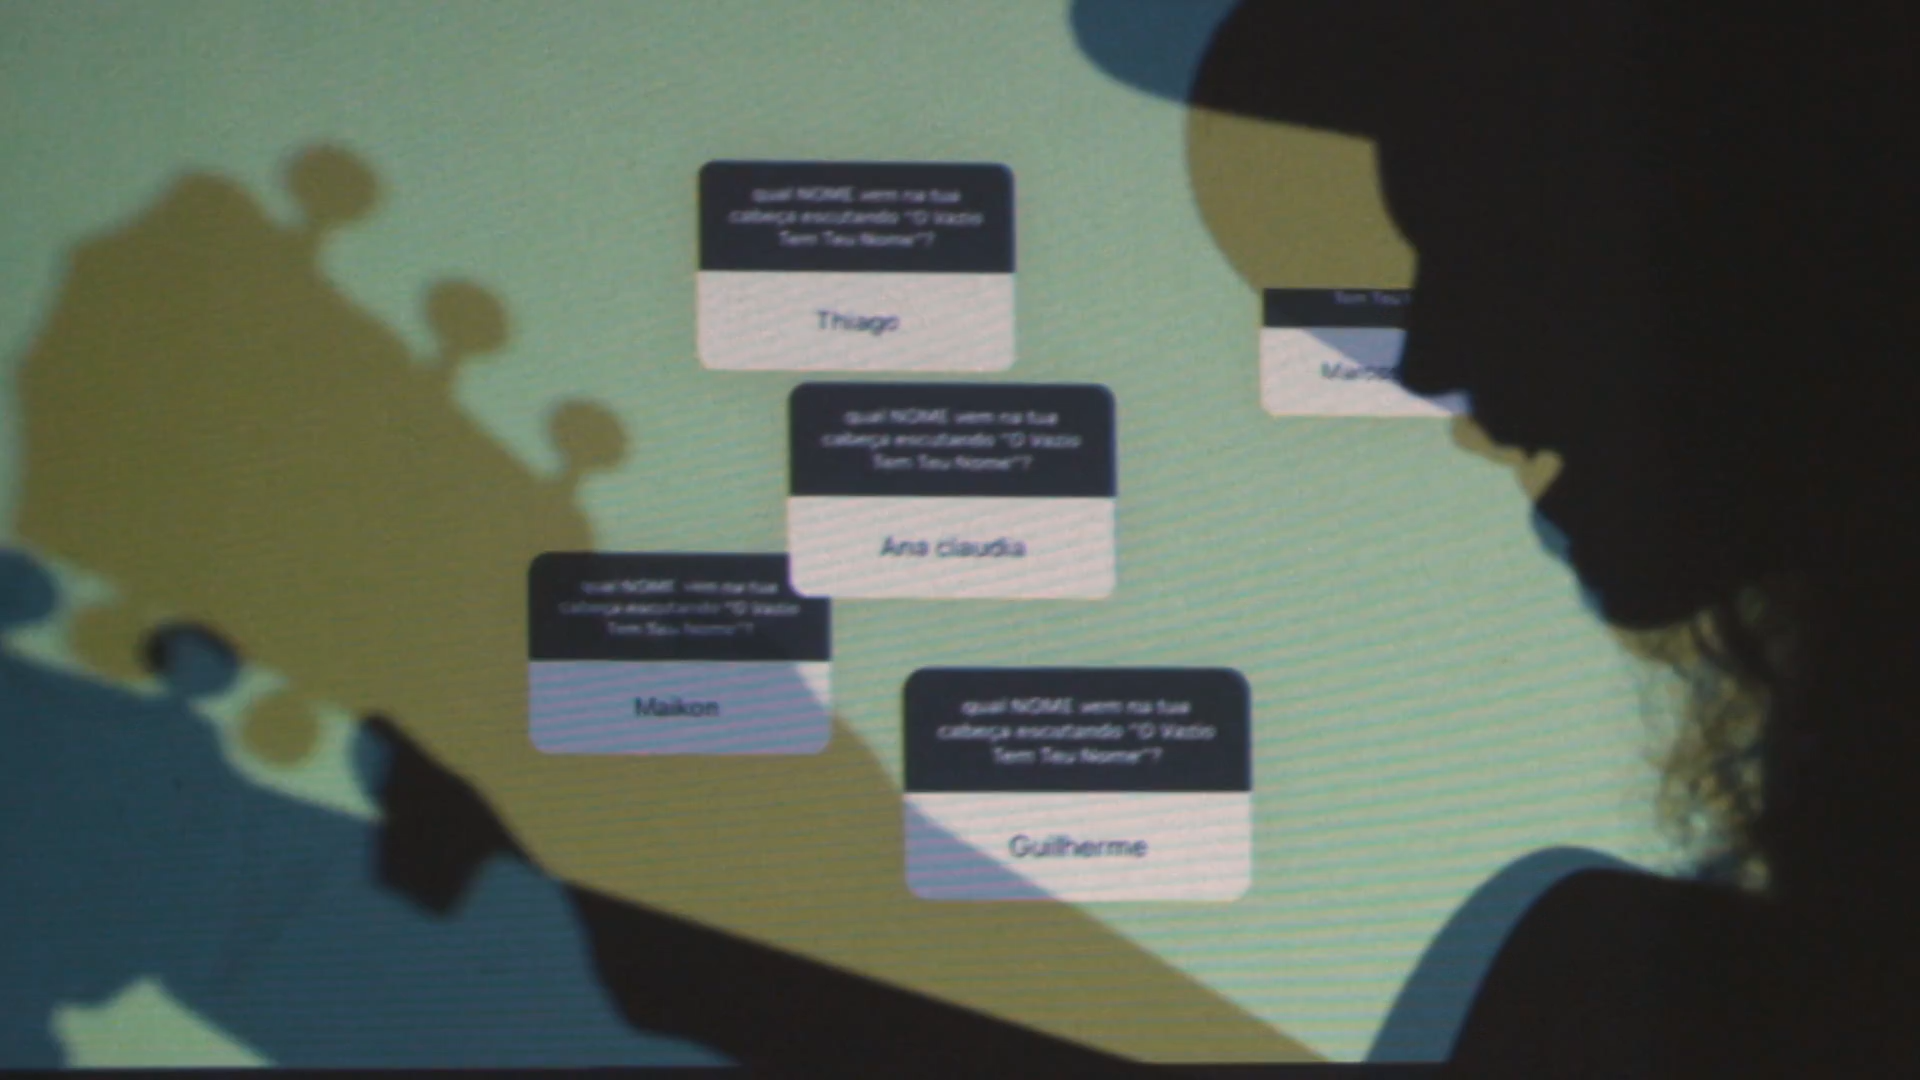 qual NOME vem na tua
cabeça escutando "O Vazio
Tem Teu Nome"?
Thiago
Tem Teu
qual NOME vem na tua
cabeça escutando "O Vazio
Tem Teu Nome"?
Ana claudia
qual NOME vem na tua
cabeça escutando "O Vazio
Tem Teu Nome"?
Maikon
qual NOME vem na tua
cabeça escutando "O Vazio
Tem Teu Nome"?
Guilherme